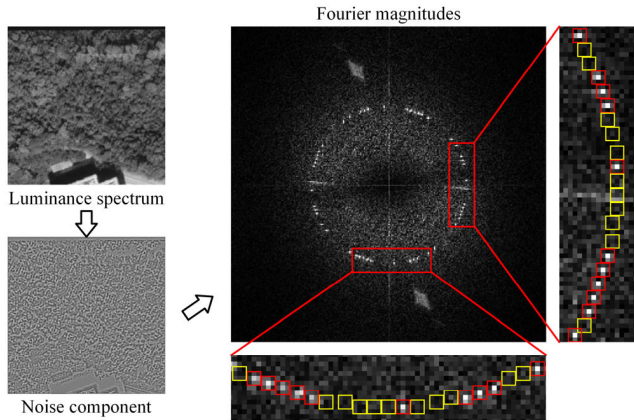 Fourier magnitudes
Luminance spectrum
Noise component